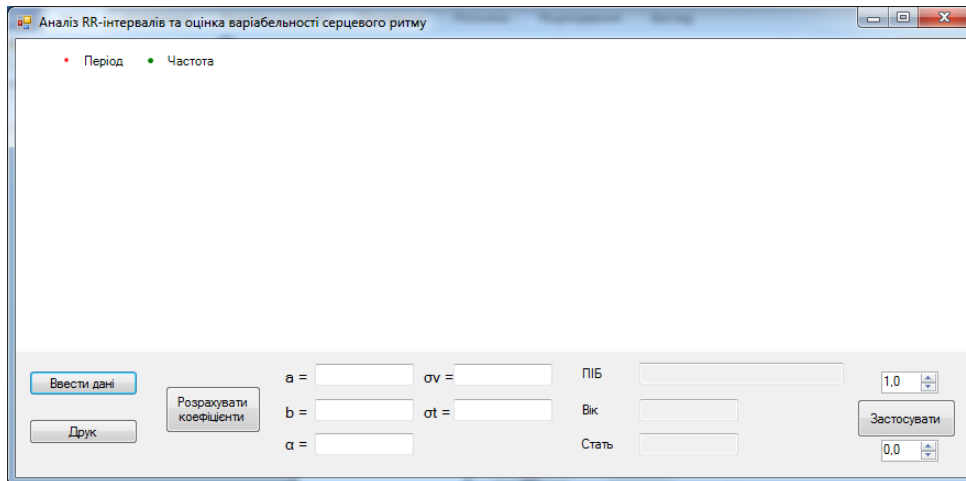 Аналіз RR-інтервалів та оцінка варіабельності серцевого ритму
Період Частота
Ввести дані
Друк
Розрахувати
коефіцієнти
a =
b =
α =
σv =
σt =
ПІБ
Вік
Стать
1,0
Застосувати
0,0